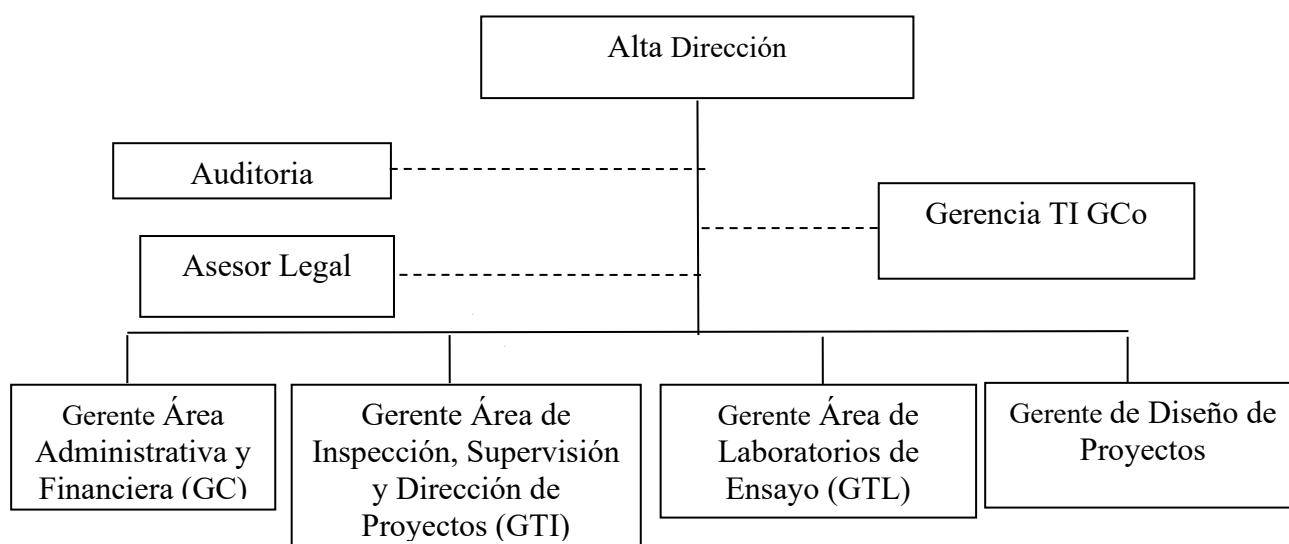 Alta Dirección
Auditoria
Gerencia TI GCo
Asesor Legal
Gerente Área
Administrativa y
Financiera (GC)
Gerente Área de
Inspección, Supervisión
y Dirección de
Proyectos (GTI)
Gerente Área de
Laboratorios de
Ensayo (GTL)
Gerente de Diseño de
Proyectos